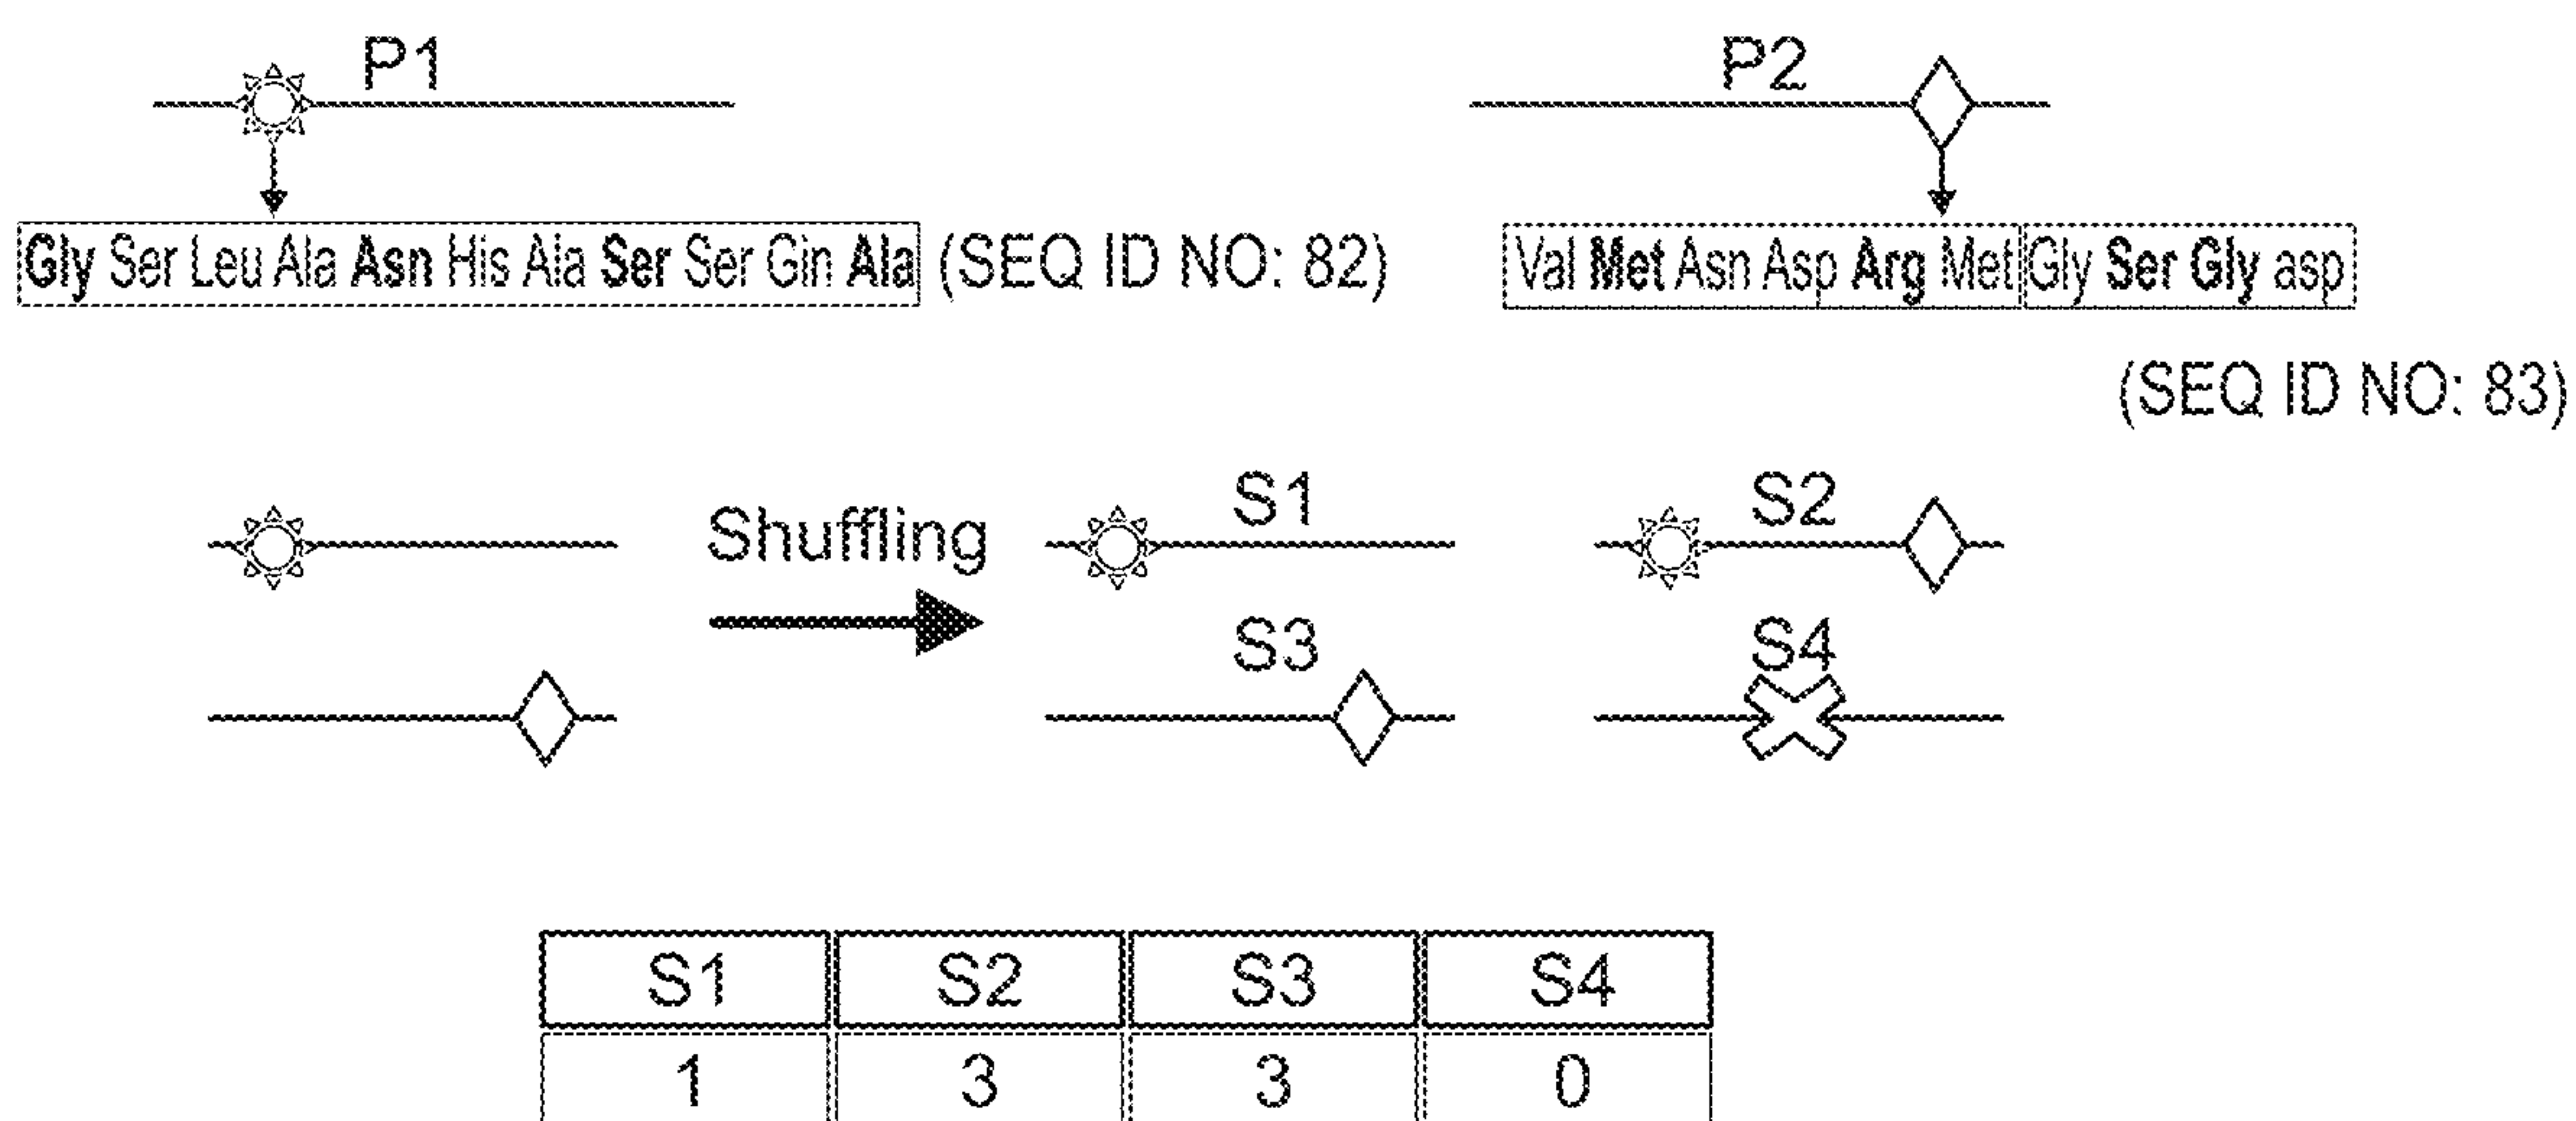 P1 P2
Gly Ser Leu Ala Asn His Ala Ser Ser Gin Ala (SEQ ID NO: 82) Val Met Asn Asp Arg Met Gly Ser Gly asp
(SEQ ID NO: 83)
Shuffling S1 S2
S3 S4
S1 S2 S3 S4
1 3 3 0